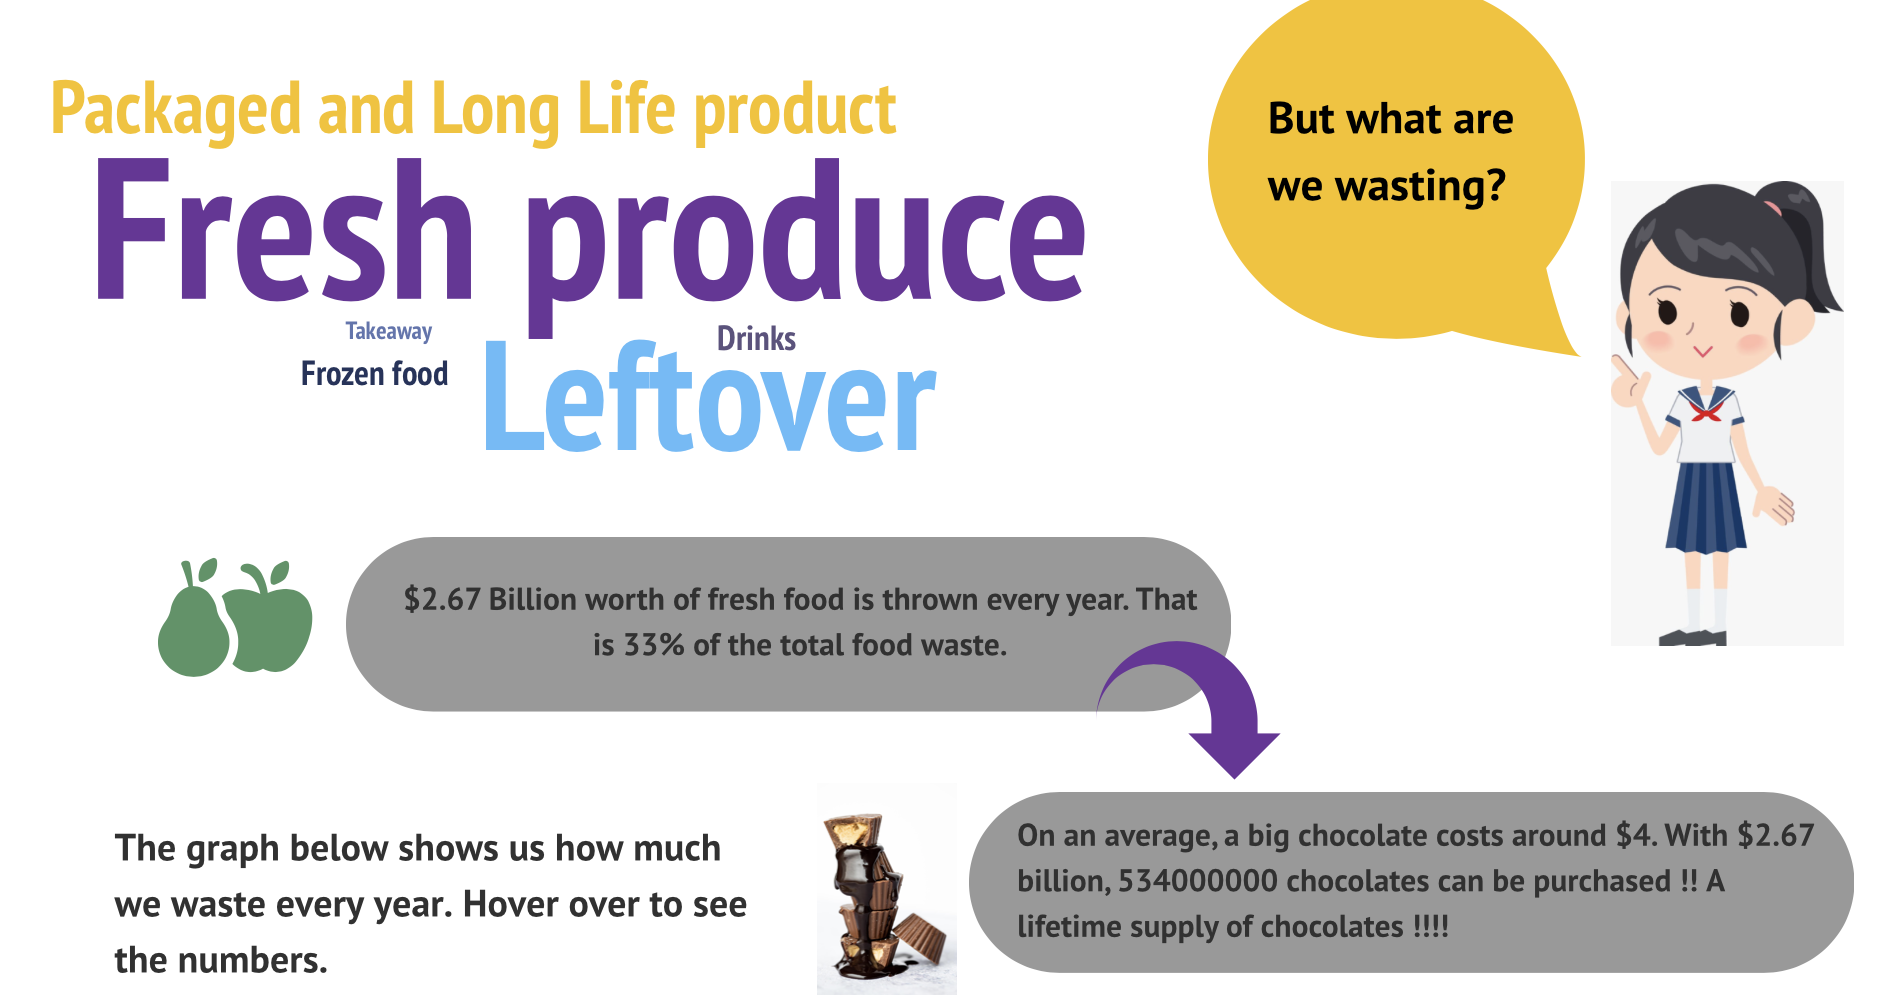 Packaged and Long Life product
Fresh produce
Takeaway
Drinks
Frozen food
Leftover
But what are
we wasting?
$2.67 Billion worth of fresh food is thrown every year. That
is 33% of the total food waste.
The graph below shows us how much
we waste every year. Hover over to see
the numbers.
On an average, a big chocolate costs around $4. With $2.67
billion, 534000000 chocolates can be purchased !! A
lifetime supply of chocolates !!!!